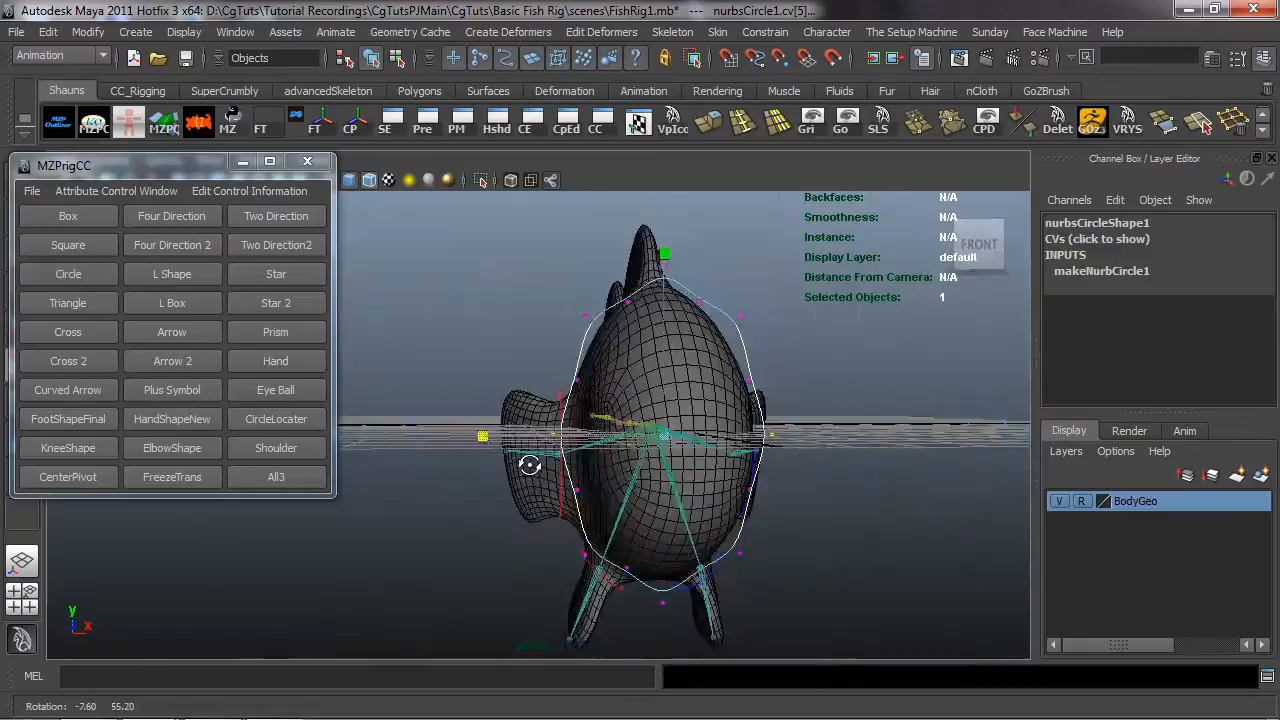 Autodesk Maya 2011 Hotfix 3 x64: D:\CgTuts\Tutorial Recordings\CgTutsPJMain\CgTuts\Basic Fish Rig\scenes\FishRig1.mb* --- nurbsCircle1.cv[5]...
File Edit Modify Create Display Window Assets Animate Geometry Cache Create Deformers Edit Deformers Skeleton Skin Constrain Character The Setup Machine Sunday Face Machine Help
Animation Objects
Shauns CC_Rigging SuperCrumbly advancedSkeleton Polygons Surfaces Deformation Animation Rendering Muscle Fluids Fur Hair nCloth GoZBrush
MZPC MZPC MZ FT FT CP SE Pre PM Hshd CE CpEd CC VpIcc Gri Go SLS CPD Delet GOz3 VRYS
MZPrigCC
File Attribute Control Window Edit Control Information
Box Four Direction Two Direction
Square Four Direction 2 Two Direction2
Circle L Shape Star
Triangle L Box Star 2
Cross Arrow Prism
Cross 2 Arrow 2 Hand
Curved Arrow Plus Symbol Eye Ball
FootShapeFinal HandShapeNew CircleLocater
KneeShape ElbowShape Shoulder
CenterPivot FreezeTrans All3
Backfaces: N/A
Smoothness: N/A
Instance: N/A
Display Layer: default
Distance From Camera: N/A
Selected Objects: 1
FRONT
y
x
Channel Box / Layer Editor
Channels Edit Object Show
nurbsCircleShape1
CVs (click to show)
INPUTS
makeNurbCircle1
Display Render Anim
Layers Options Help
V R BodyGeo
MEL
Rotation: -7.60 55.20